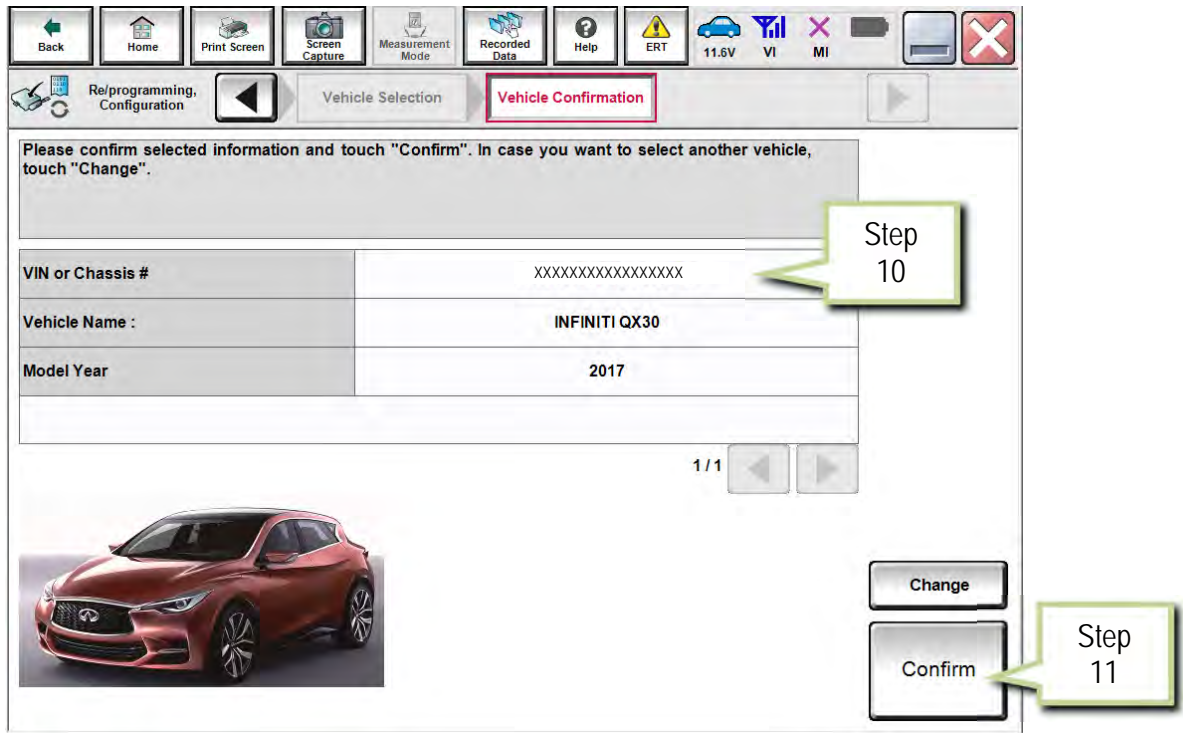 Back
Home
Print Screen
Screen
Capture
Measurement
Mode
Recorded
Data
Help
ERT
11.6V
VI
MI
Re/programming,
Configuration
Vehicle Selection
Vehicle Confirmation
Please confirm selected information and touch "Confirm". In case you want to select another vehicle,
touch "Change".
Step
10
VIN or Chassis #
XXXXXXXXXXXXXXXXX
Vehicle Name :
INFINITI QX30
Model Year
2017
1 / 1
Change
Confirm
Step
11